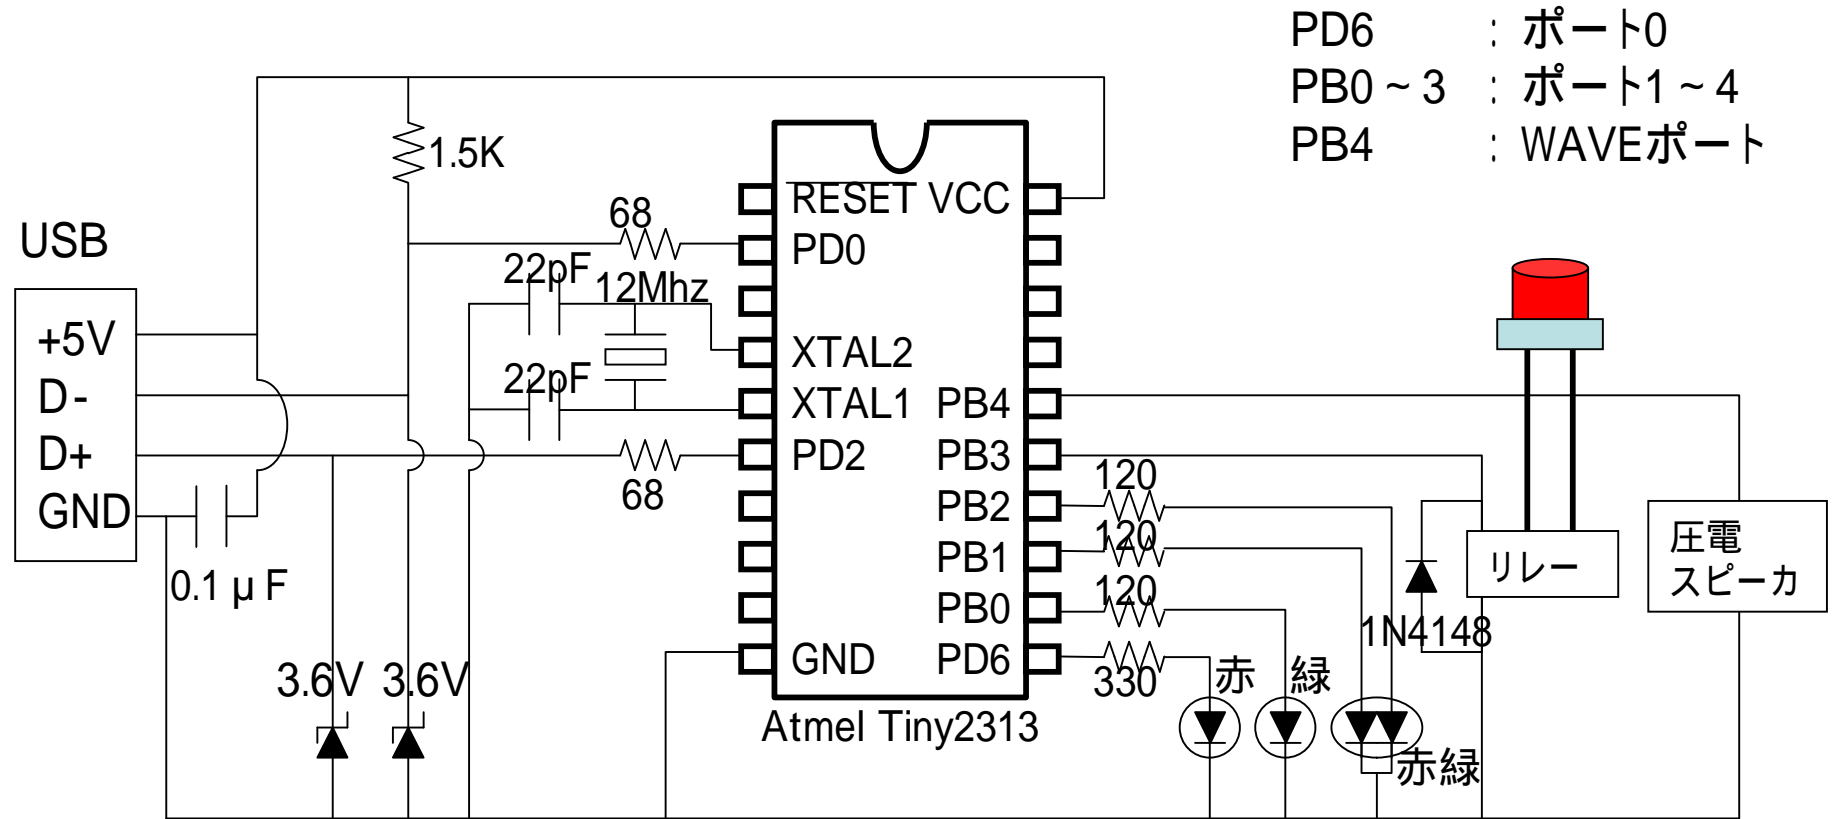 PD6 : ポート0
PB0 ~ 3 : ポート1 ~ 4
PB4 : WAVEポート
1.5K
RESET VCC
68
PD0
USB
22pF
12Mhz
+5V
XTAL2
22pF
D-
XTAL1 PB4
D+
PD2 PB3
120
68
GND
PB2
120
圧電
スピーカ
PB1
リレー
0.1 μ F
120
PB0
1N4148
GND PD6
3.6V 3.6V
330
赤 緑
Atmel Tiny2313
赤緑